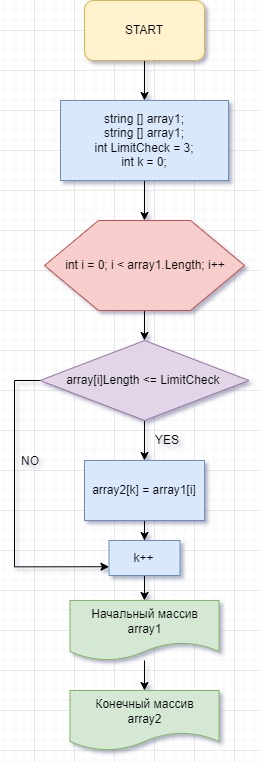 START
string [] array1;
string [] array1;
int LimitCheck = 3;
int k = 0;
int i = 0; i < array1.Length; i++
array[i]Length <= LimitCheck
YES
NO
array2[k] = array1[i]
k++
Начальный массив
array1
Конечный массив
array2